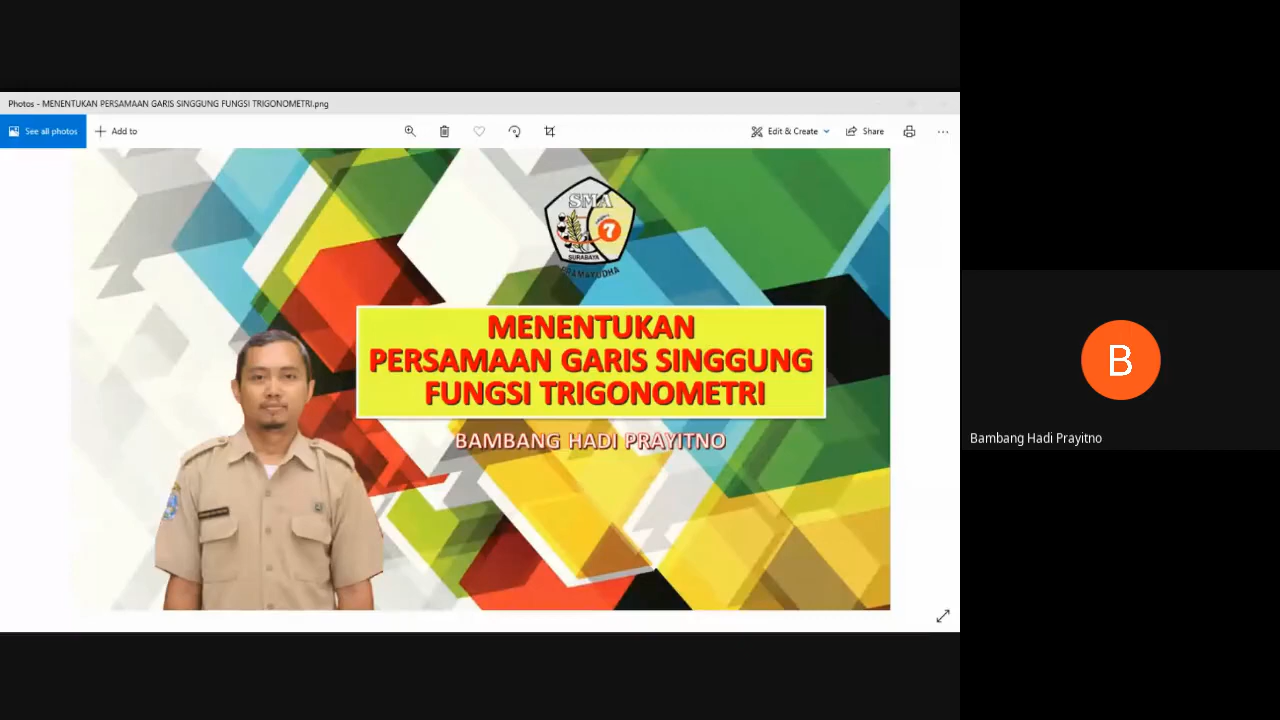 Photos - MENENTUKAN PERSAMAAN GARIS SINGGUNG FUNGSI TRIGONOMETRI.png
See all photos
Add to
Edit & Create
Share
SMA
7
SURABAYA
MENENTUKAN
PERSAMAAN GARIS SINGGUNG
FUNGSI TRIGONOMETRI
BAMBANG HADI PRAYITNO
B
Bambang Hadi Prayitno